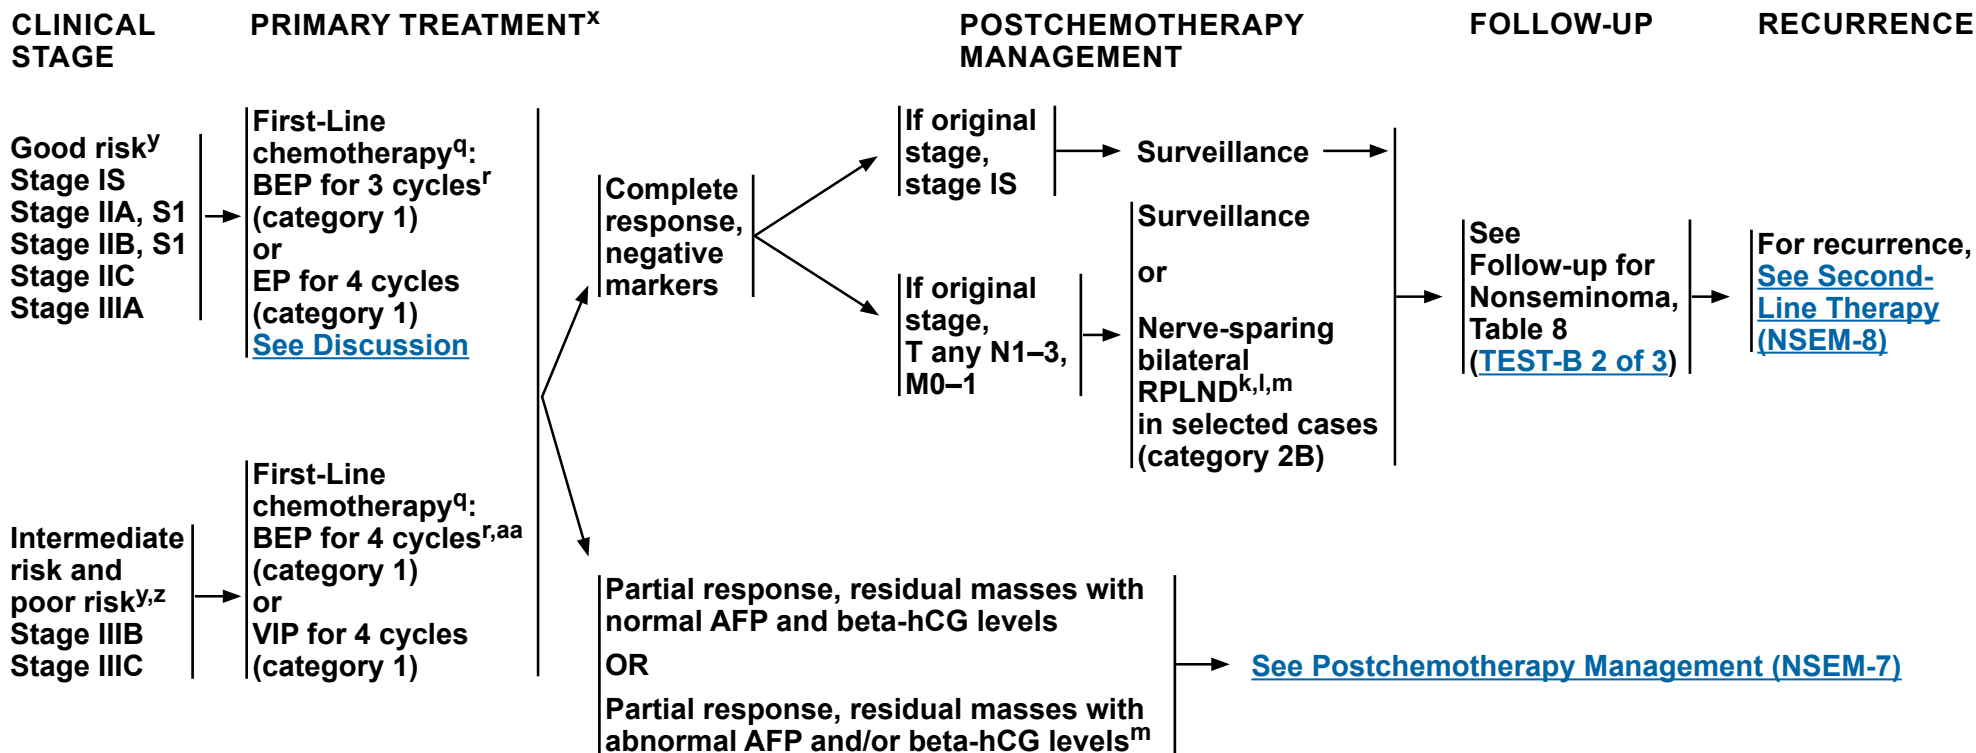 CLINICAL
STAGE
PRIMARY TREATMENTx
POSTCHEMOTHERAPY
MANAGEMENT
FOLLOW-UP
RECURRENCE
Good risky
Stage IS
Stage IIA, S1
Stage IIB, S1
Stage IIC
Stage IIIA
First-Line
chemotherapyq:
BEP for 3 cyclesr
(category 1)
or
EP for 4 cycles
(category 1)
See Discussion
Complete
response,
negative
markers
If original
stage,
stage IS
Surveillance
If original
stage,
T any N1–3,
M0–1
Surveillance
or
Nerve-sparing
bilateral
RPLNDk,l,m
in selected cases
(category 2B)
See
Follow-up for
Nonseminoma,
Table 8
(TEST-B 2 of 3)
For recurrence,
See Second-
Line Therapy
(NSEM-8)
Intermediate
risk and
poor risky,z
Stage IIIB
Stage IIIC
First-Line
chemotherapyq:
BEP for 4 cyclesr,aa
(category 1)
or
VIP for 4 cycles
(category 1)
Partial response, residual masses with
normal AFP and beta-hCG levels
OR
Partial response, residual masses with
abnormal AFP and/or beta-hCG levelsm
See Postchemotherapy Management (NSEM-7)